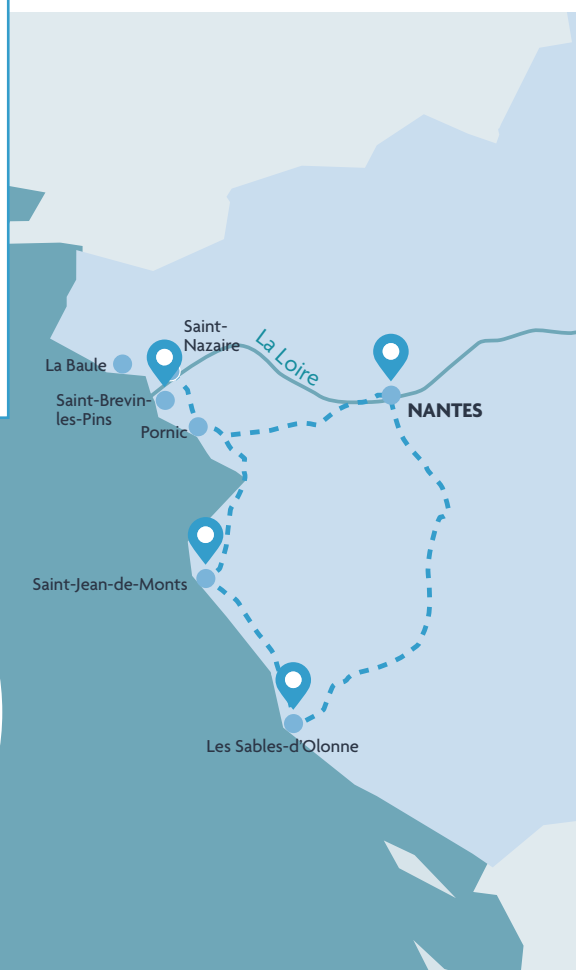 Saint-
Nazaire
La Loire
La Baule
Saint-Brevin-
les-Pins
NANTES
Pornic
Saint-Jean-de-Monts
Les Sables-d'Olonne